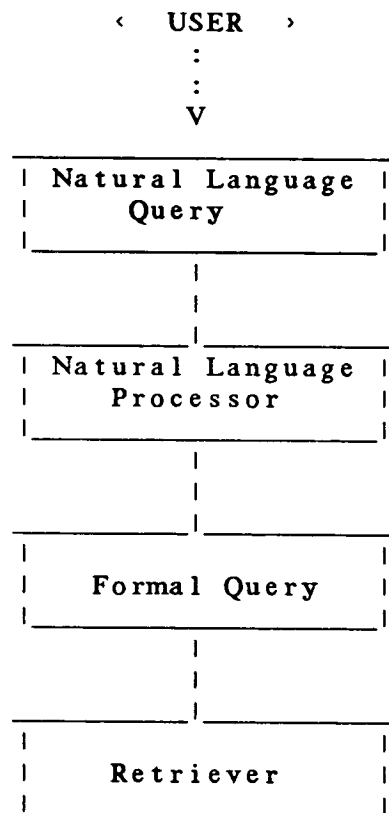 ‹ USER ›
:
:
V
Natural Language
Query
Natural Language
Processor
Formal Query
Retriever